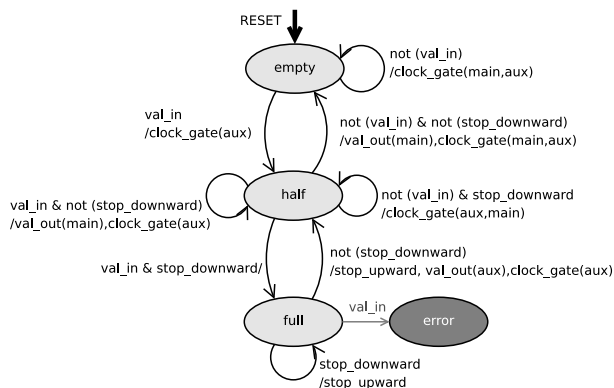 RESET
empty
not (val_in)
/clock_gate(main,aux)
val_in
/clock_gate(aux)
not (val_in) & not (stop_downward)
/val_out(main),clock_gate(main,aux)
val_in & not (stop_downward)
/val_out(main),clock_gate(aux)
half
not (val_in) & stop_downward
/clock_gate(aux,main)
val_in & stop_downward/
not (stop_downward)
/stop_upward, val_out(aux),clock_gate(aux)
full
val_in
error
stop_downward
/stop_upward